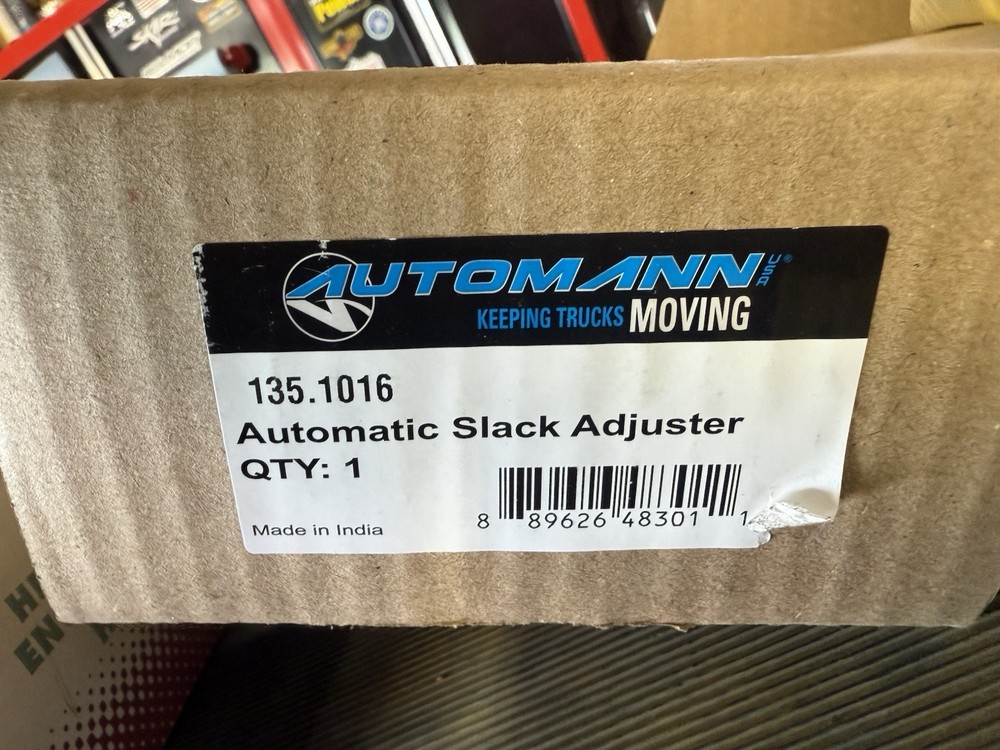 AUTOMANN USA®
KEEPING TRUCKS MOVING
135.1016
Automatic Slack Adjuster
QTY: 1
8 89626 48301 1
Made in India
H
EN